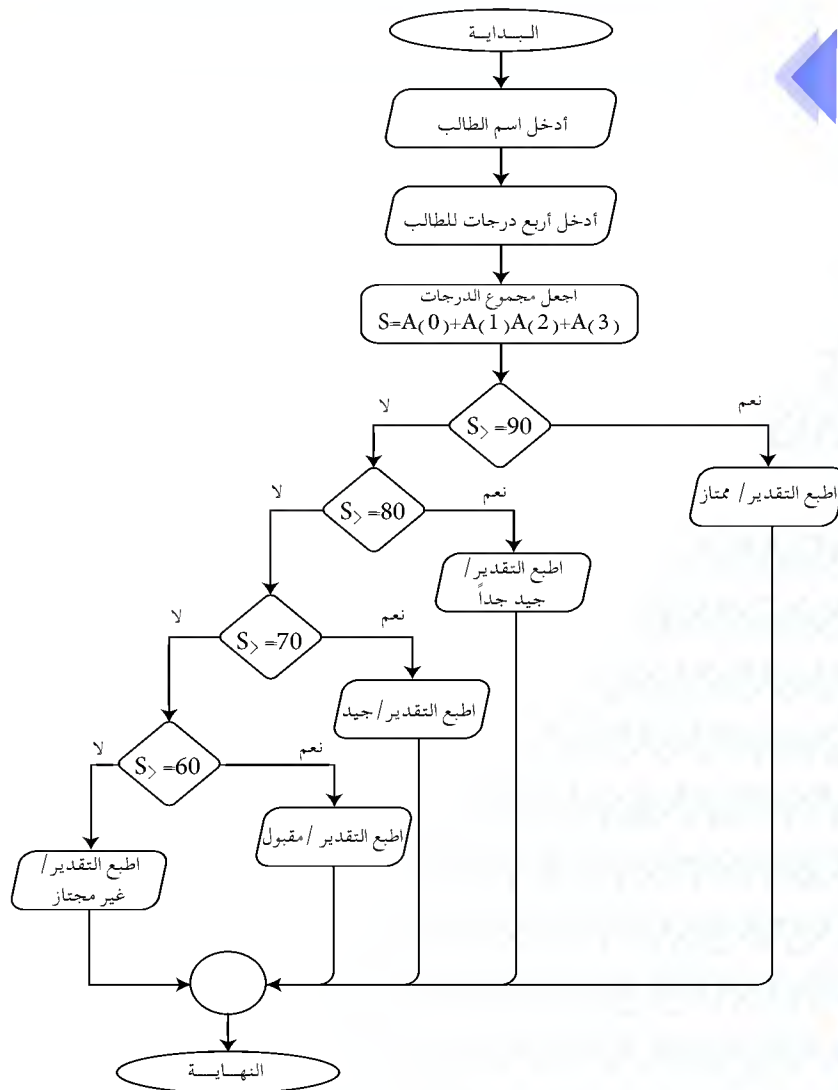 الـبـدايـة
أدخل اسم الطالب
أدخل أربع درجات للطالب
اجعل مجموع الدرجات
S=A(0)+A(1)A(2)+A(3)
لا
نعم
S〉=90
اطبع التقدير/ ممتاز
لا
نعم
S〉=80
اطبع التقدير/
جيد جداً
لا
نعم
S〉=70
اطبع التقدير/جيد
لا
نعم
S〉=60
اطبع التقدير /مقبول
اطبع التقدير/
غير مجتاز
النهـايـــة